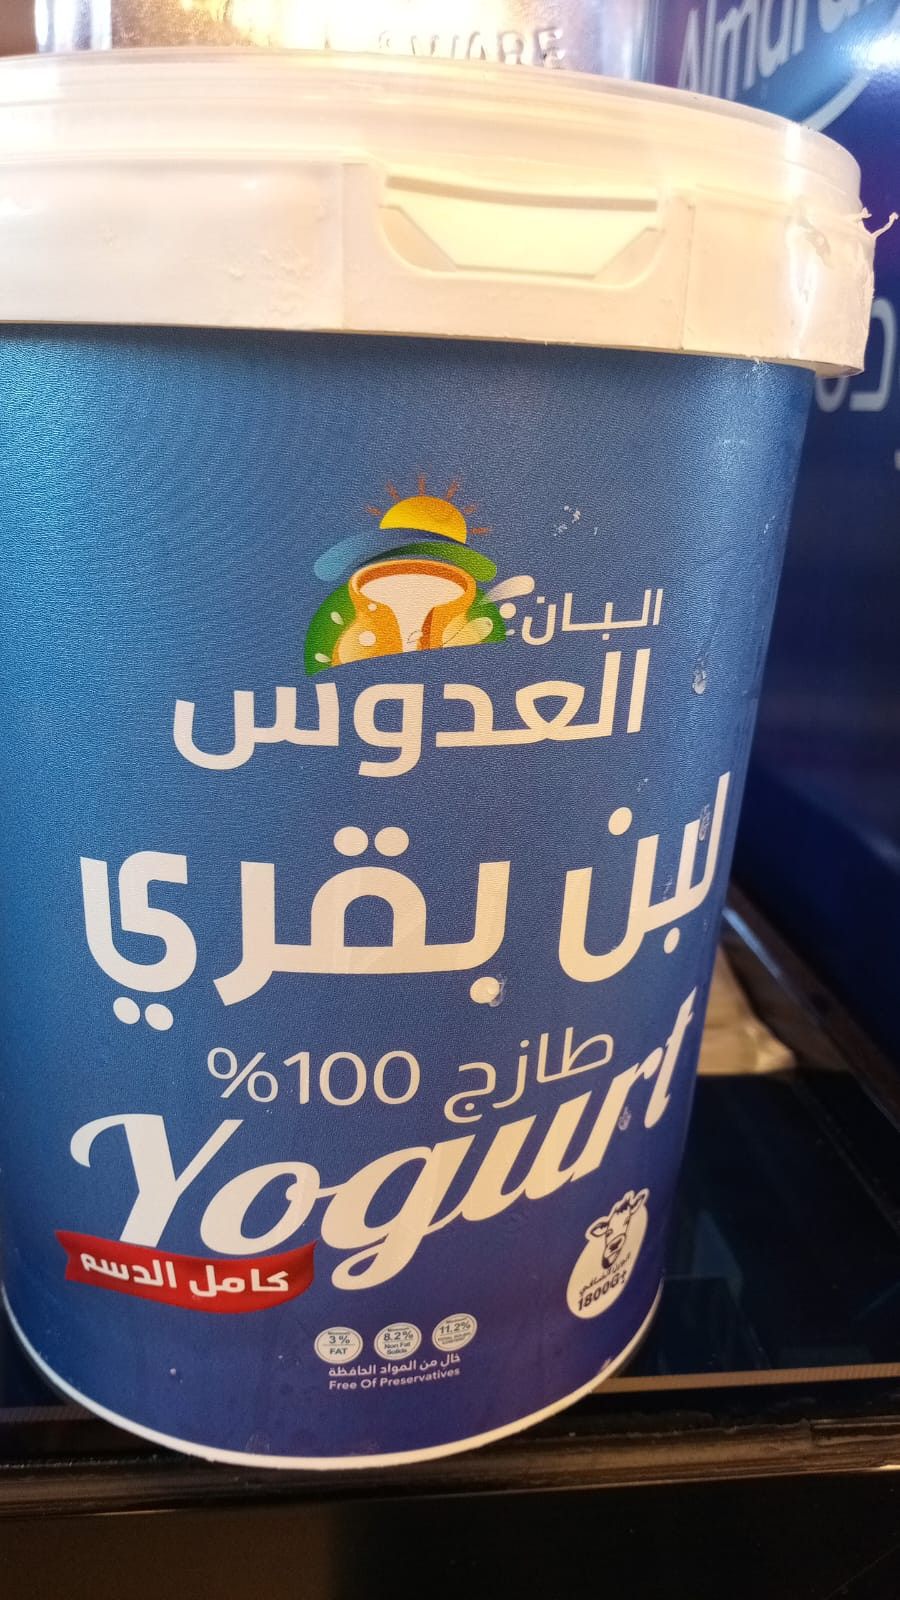 Almarai
البان
العدوس
لبن بقري
طازج 100%
Yogurt
كامل الدسم
1800G±
3%
FAT
8.2%
Non Fat
Solids
11.2%
خال من المواد الحافظة
Free Of Preservatives